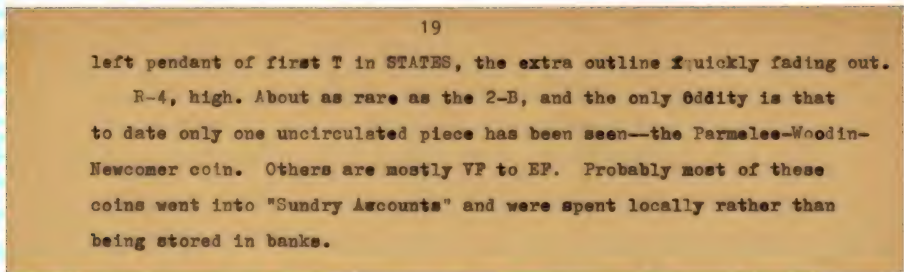 19
left pendant of first T in STATES, the extra outline quickly fading out.
R-4, high. About as rare as the 2-B, and the only oddity is that
to date only one uncirculated piece has been seen--the Parmelee-Woodin-
Newcomer coin. Others are mostly VF to EF. Probably most of these
coins went into "Sundry Accounts" and were spent locally rather than
being stored in banks.